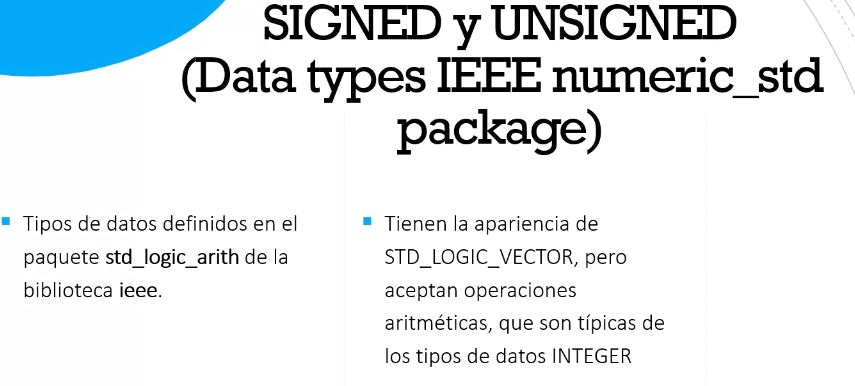 SIGNED y UNSIGNED
(Data types IEEE numeric_std
package)
▪ Tipos de datos definidos en el
paquete std_logic_arith de la
biblioteca ieee.
▪ Tienen la apariencia de
STD_LOGIC_VECTOR, pero
aceptan operaciones
aritméticas, que son típicas de
los tipos de datos INTEGER